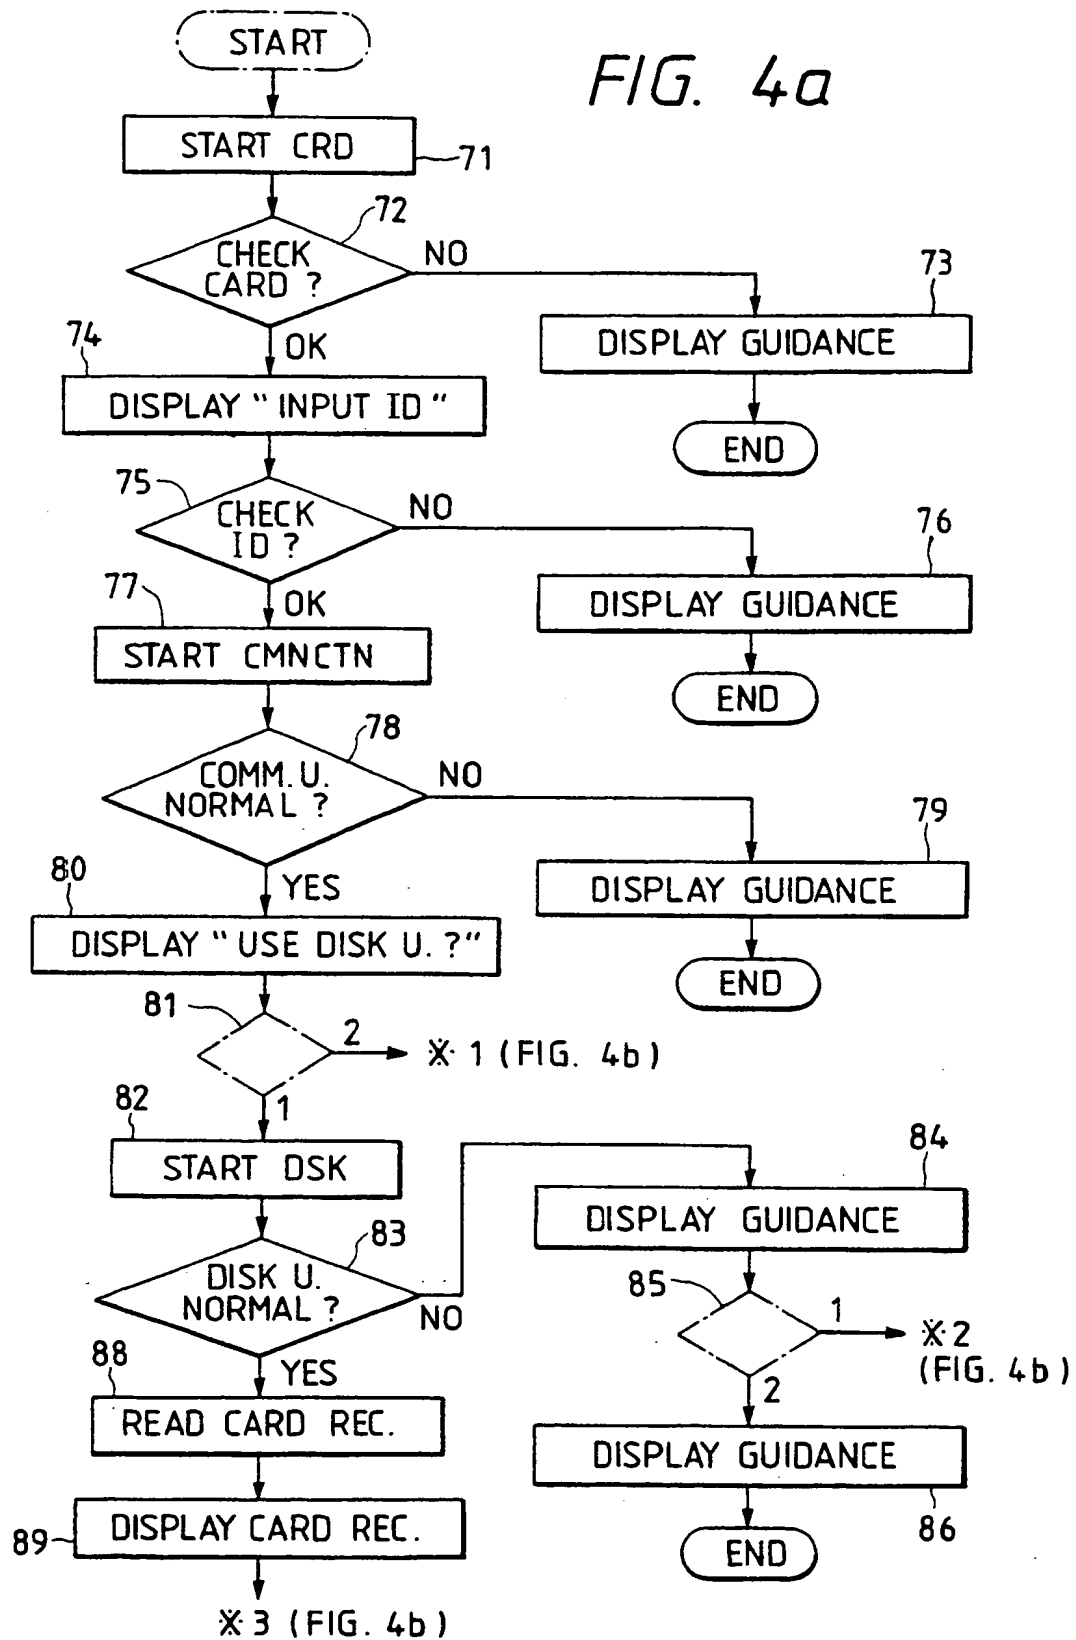 START
FIG. 4a
START CRD
71
72
CHECK
CARD ?
NO
73
DISPLAY GUIDANCE
END
OK
74
DISPLAY " INPUT ID "
75
CHECK
ID ?
NO
76
DISPLAY GUIDANCE
END
OK
77
START CMNCTN
78
COMM. U.
NORMAL ?
NO
79
DISPLAY GUIDANCE
END
YES
80
DISPLAY " USE DISK U. ?"
81
2
※ 1 (FIG. 4b)
1
82
START DSK
83
DISK U.
NORMAL ?
NO
84
DISPLAY GUIDANCE
85
1
※ 2
(FIG. 4b)
2
DISPLAY GUIDANCE
86
END
YES
88
READ CARD REC.
89
DISPLAY CARD REC.
※ 3 (FIG. 4b)